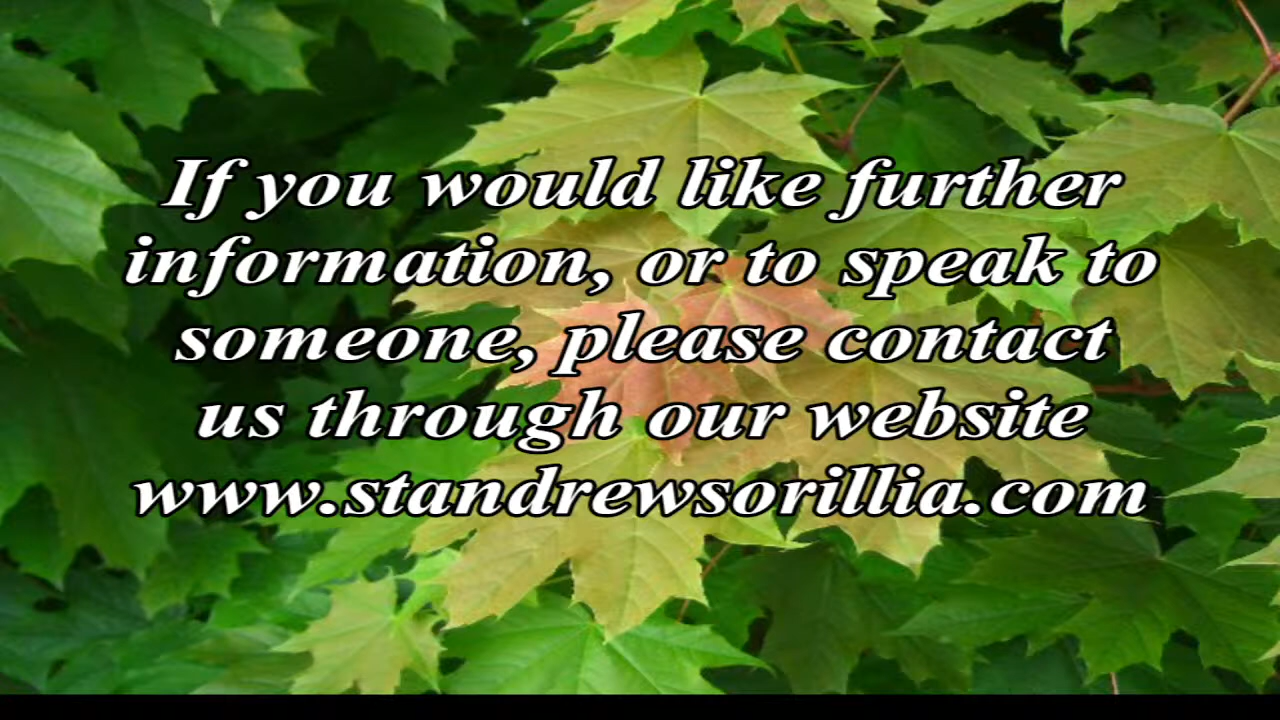 If you would like further
information, or to speak to
someone, please contact
us through our website
www.standrewsorillia.com